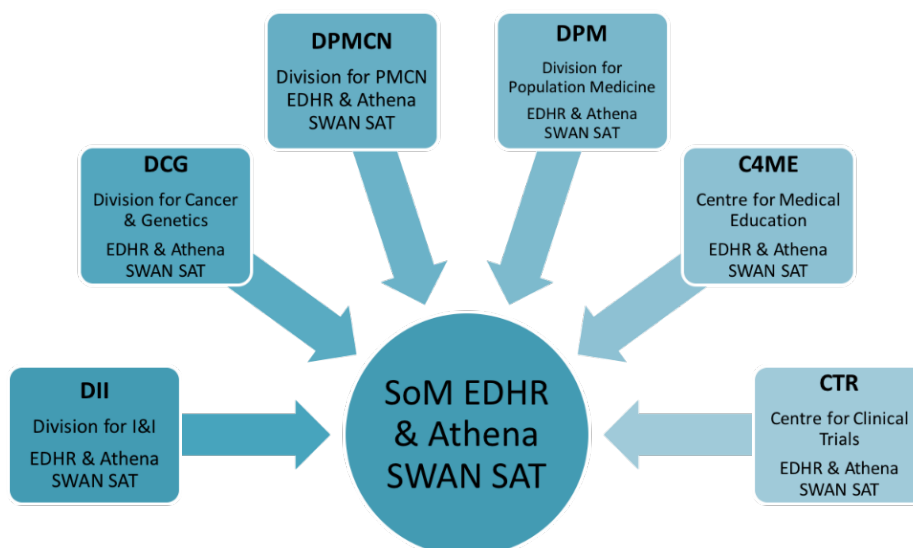 DPMCN
Division for PMCN
EDHR & Athena
SWAN SAT
DPM
Division for
Population Medicine
EDHR & Athena
SWAN SAT
DCG
Division for Cancer
& Genetics
EDHR & Athena
SWAN SAT
C4ME
Centre for Medical
Education
EDHR & Athena
SWAN SAT
DII
Division for I&I
EDHR & Athena
SWAN SAT
SoM EDHR
& Athena
SWAN SAT
CTR
Centre for Clinical
Trials
EDHR & Athena
SWAN SAT